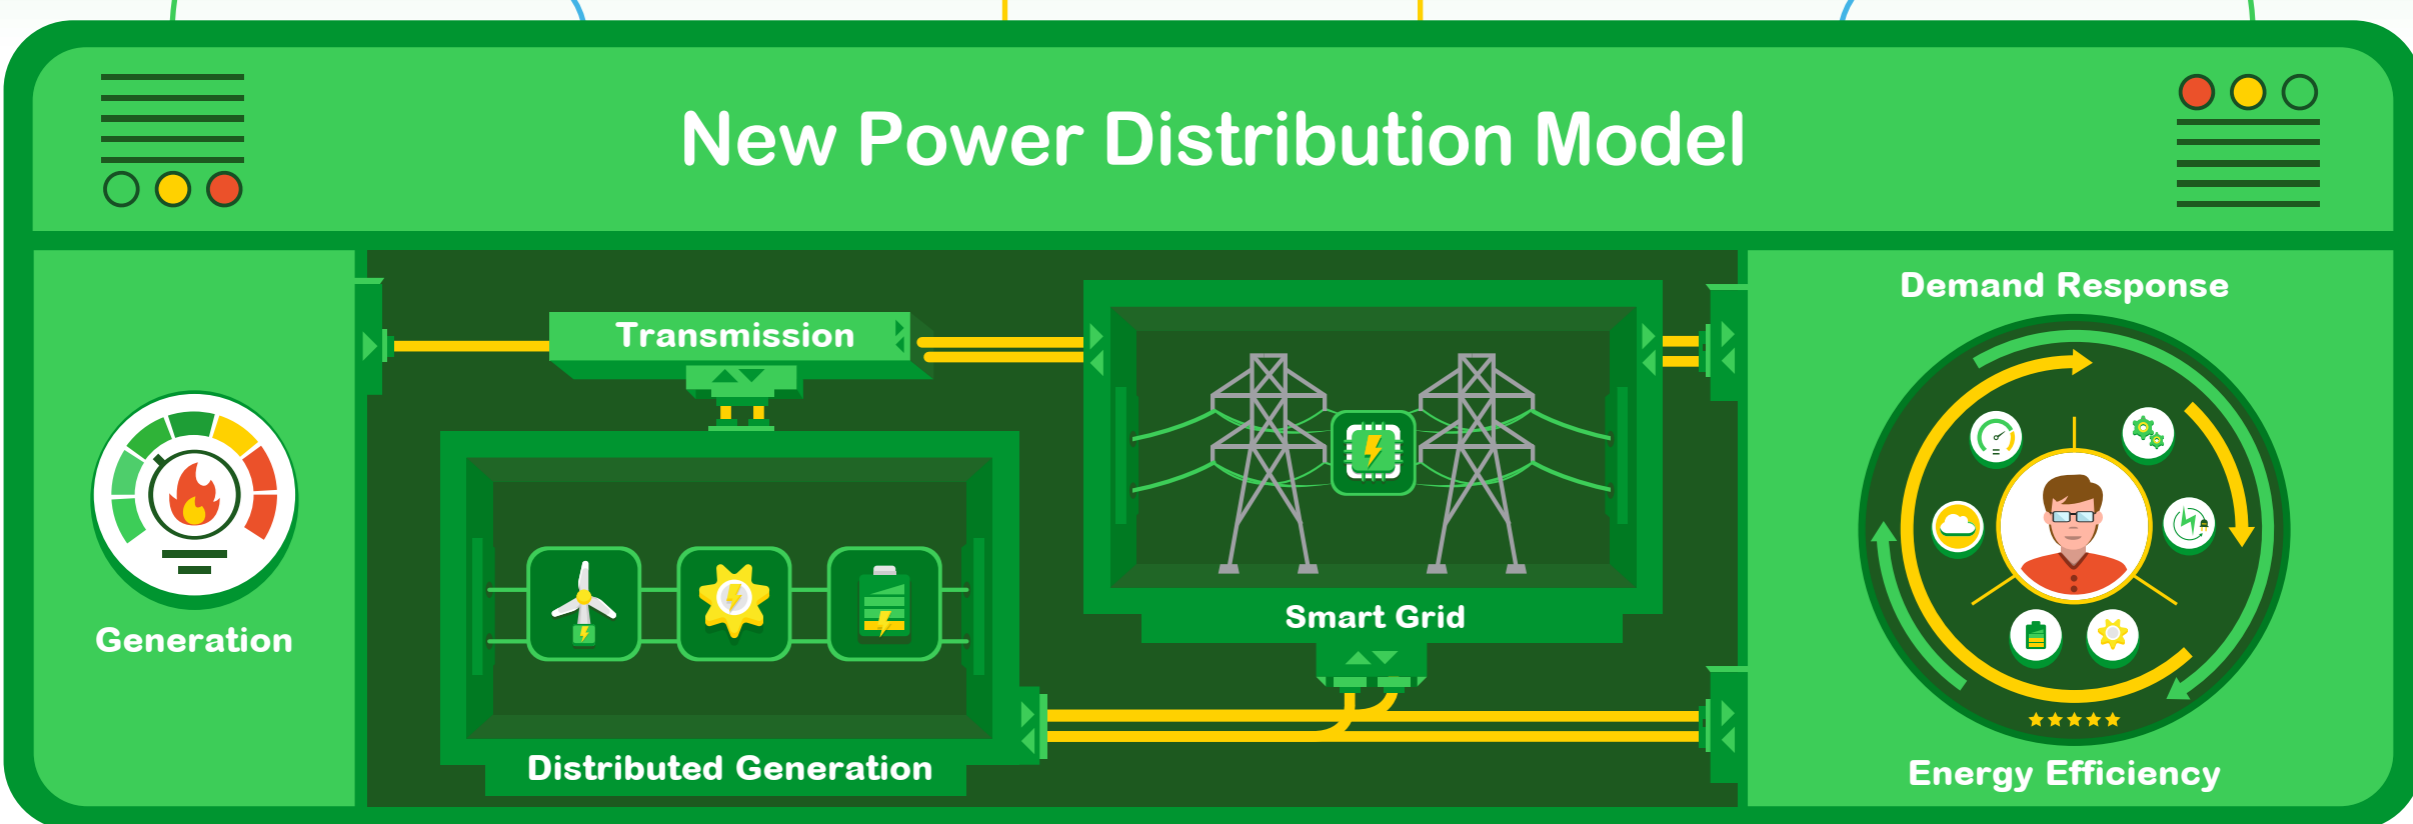 New Power Distribution Model
Generation
Transmission
Distributed Generation
Smart Grid
Demand Response
Energy Efficiency